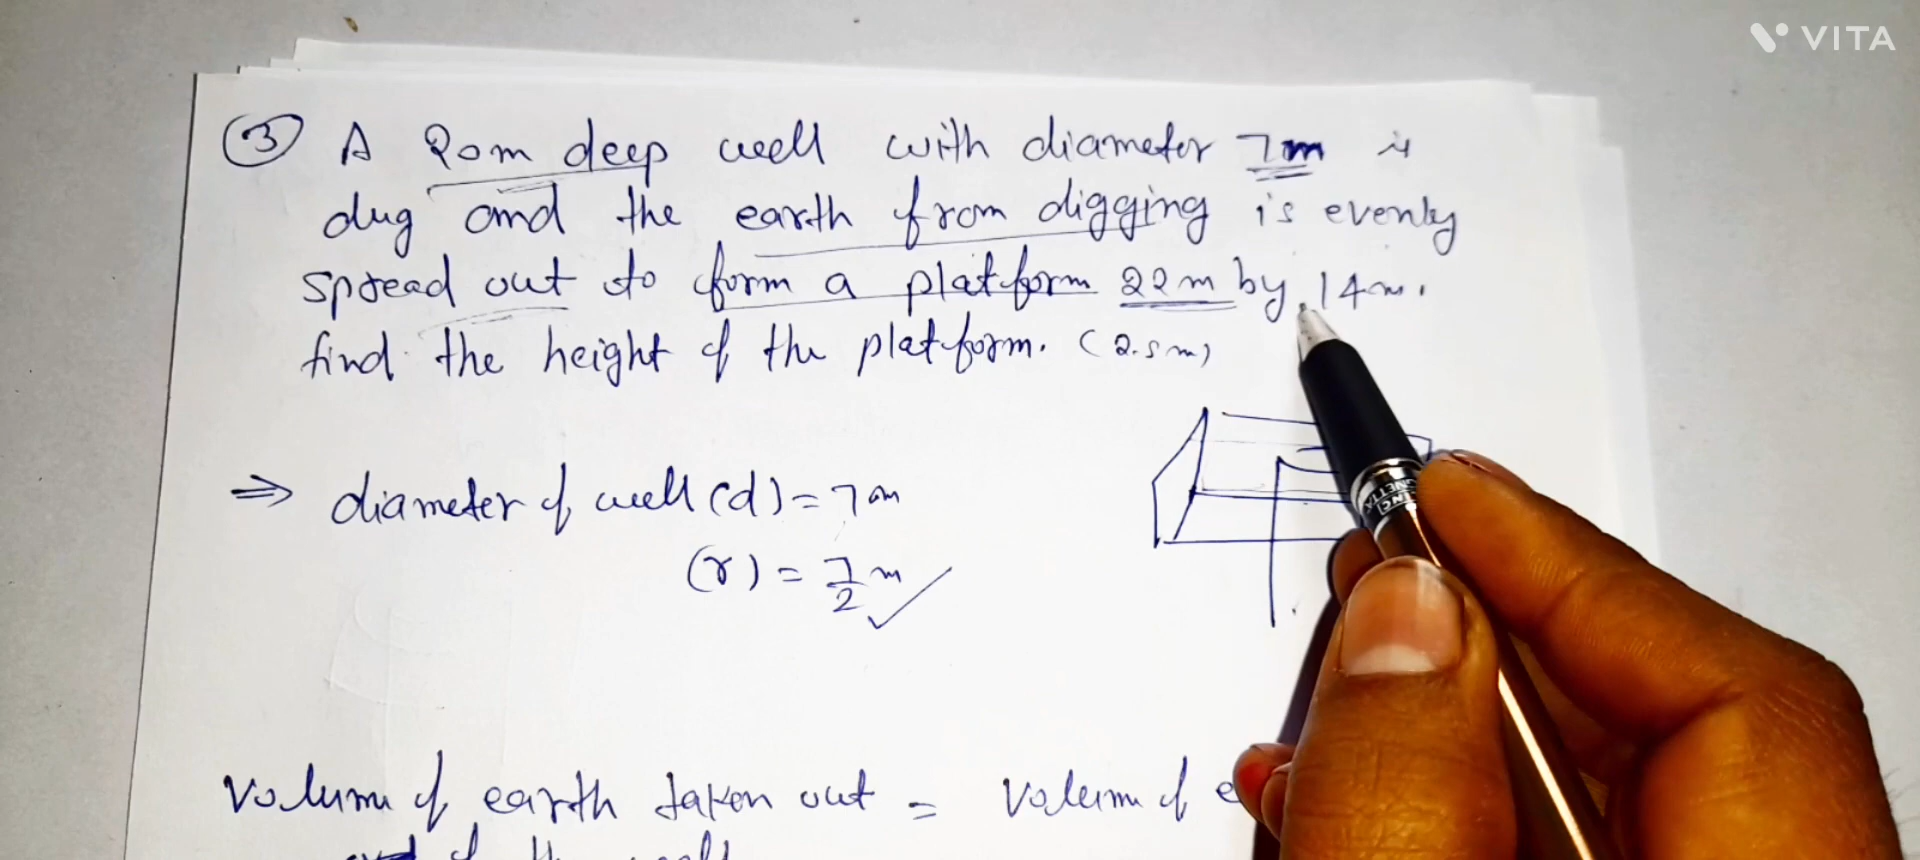 VITA
③ A 20m deep well with diameter 7m is
dug and the earth from digging is evenly
spread out to form a platform 22m by 14m.
find the height of the platform. (2.5m)
⇒ diameter of well (d) = 7m
(r) = 7/2 m ✓
volume of earth taken out = volume of